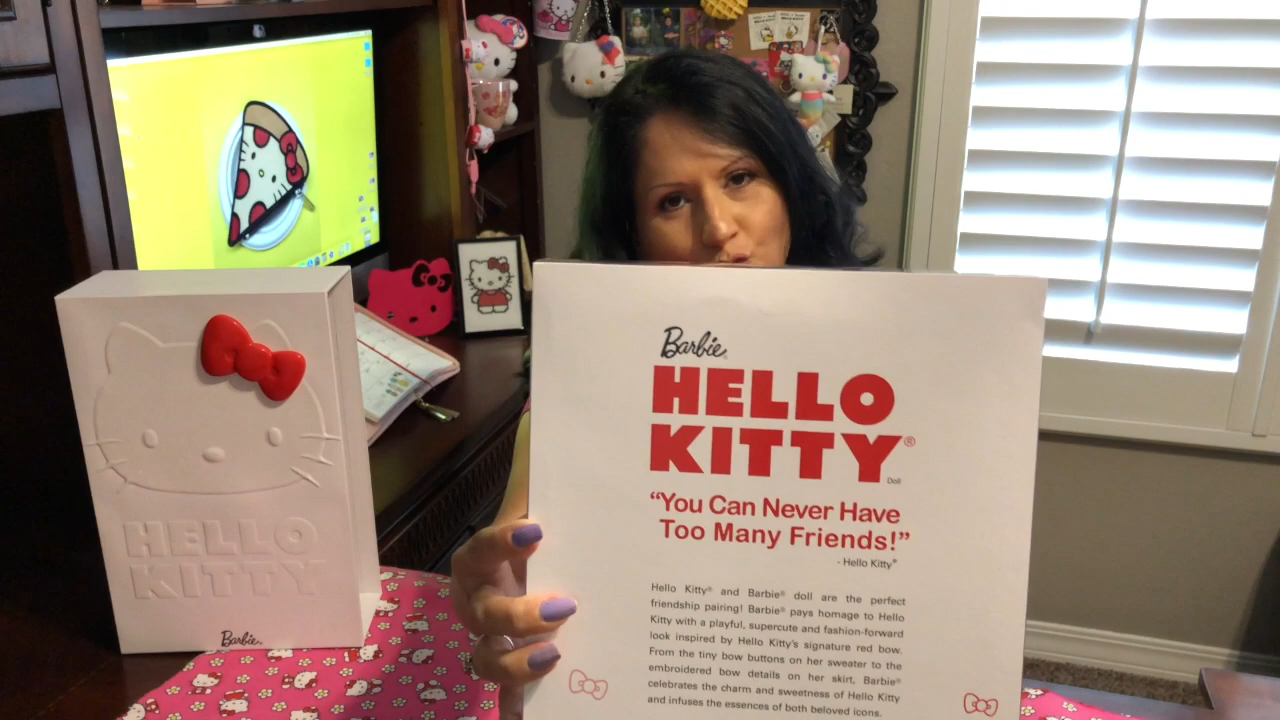 HELLO
KITTY
Barbie
Barbie
HELLO
KITTY®
Doll
“You Can Never Have
Too Many Friends!”
- Hello Kitty®
Hello Kitty® and Barbie® doll are the perfect
friendship pairing! Barbie® pays homage to Hello
Kitty with a playful, supercute and fashion-forward
look inspired by Hello Kitty's signature red bow.
From the tiny bow buttons on her sweater to the
embroidered bow details on her skirt, Barbie®
celebrates the charm and sweetness of Hello Kitty
and infuses the essences of both beloved icons.